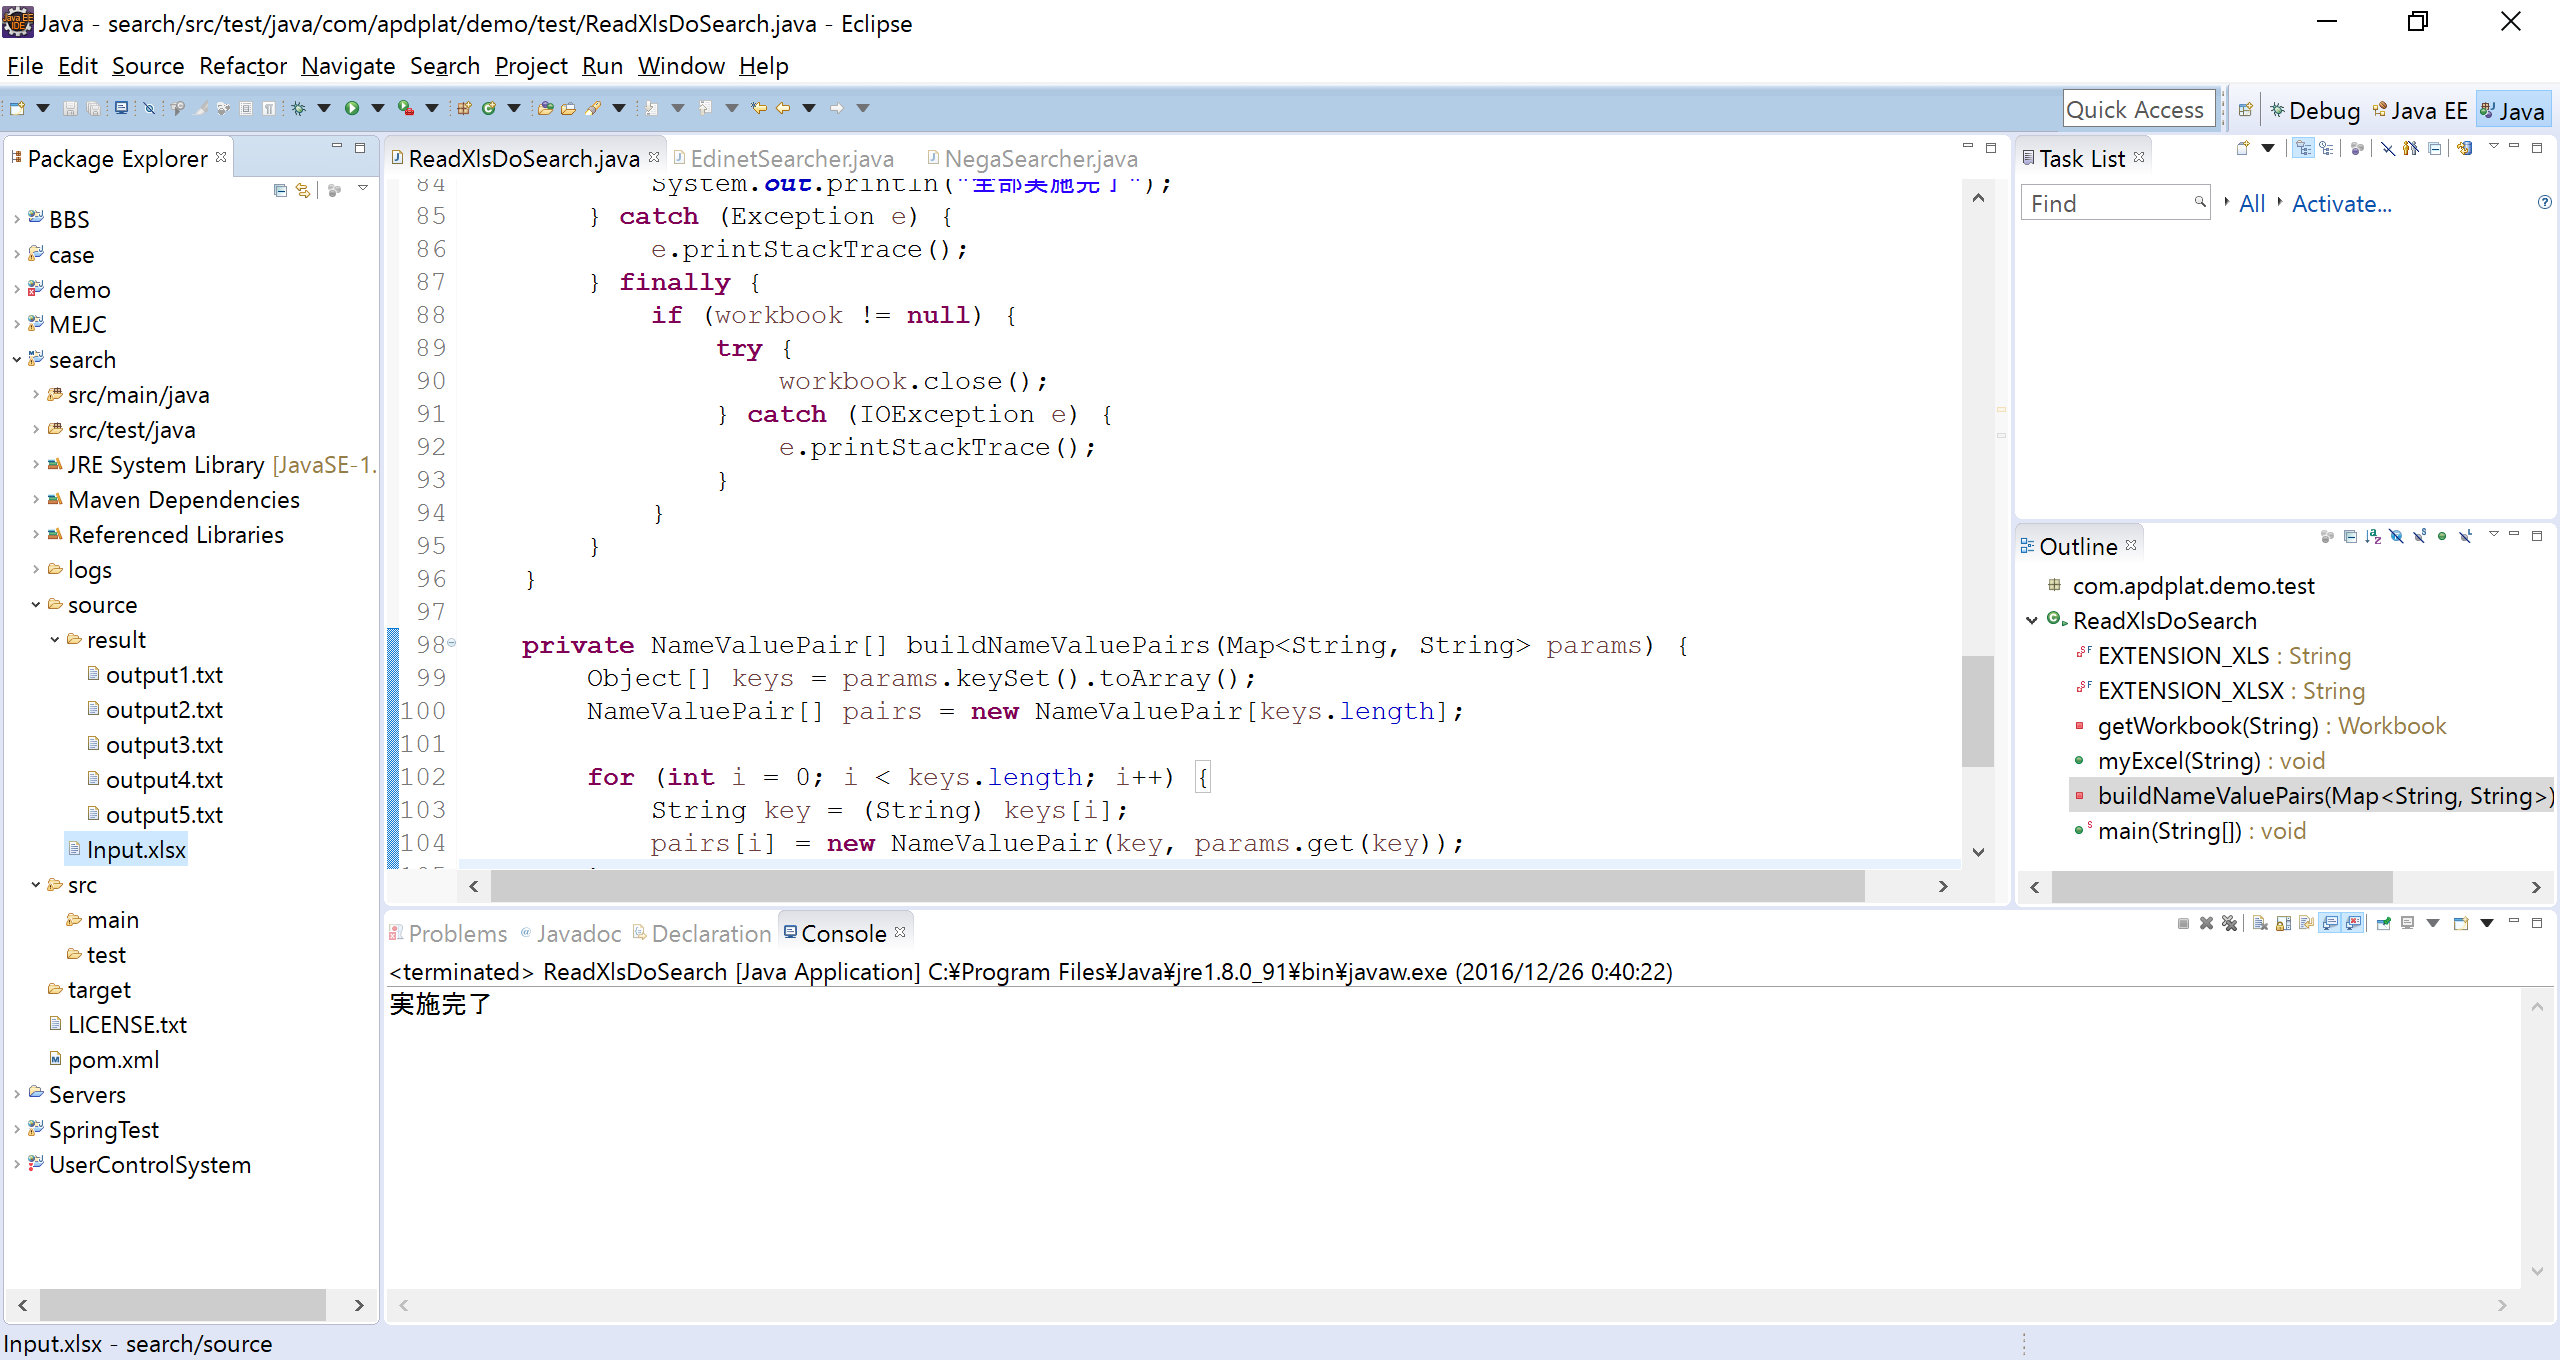 Java - search/src/test/java/com/apdplat/demo/test/ReadXlsDoSearch.java - Eclipse
File Edit Source Refactor Navigate Search Project Run Window Help
Quick Access
Debug
Java EE
Java
Package Explorer
BBS
case
demo
MEJC
search
src/main/java
src/test/java
JRE System Library [JavaSE-1.
Maven Dependencies
Referenced Libraries
logs
source
result
output1.txt
output2.txt
output3.txt
output4.txt
output5.txt
Input.xlsx
src
main
test
target
LICENSE.txt
pom.xml
Servers
SpringTest
UserControlSystem
ReadXlsDoSearch.java
EdinetSearcher.java
NegaSearcher.java
84 System.out.println("全部実施完了");
85 } catch (Exception e) {
86 e.printStackTrace();
87 } finally {
88 if (workbook != null) {
89 try {
90 workbook.close();
91 } catch (IOException e) {
92 e.printStackTrace();
93 }
94 }
95 }
96 }
97
98 private NameValuePair[] buildNameValuePairs(Map<String, String> params) {
99 Object[] keys = params.keySet().toArray();
100 NameValuePair[] pairs = new NameValuePair[keys.length];
101
102 for (int i = 0; i < keys.length; i++) {
103 String key = (String) keys[i];
104 pairs[i] = new NameValuePair(key, params.get(key));
Task List
Find
All
Activate...
Outline
com.apdplat.demo.test
ReadXlsDoSearch
EXTENSION_XLS : String
EXTENSION_XLSX : String
getWorkbook(String) : Workbook
myExcel(String) : void
buildNameValuePairs(Map<String, String>)
main(String[]) : void
Problems
Javadoc
Declaration
Console
<terminated> ReadXlsDoSearch [Java Application] C:¥Program Files¥Java¥jre1.8.0_91¥bin¥javaw.exe (2016/12/26 0:40:22)
実施完了
Input.xlsx - search/source